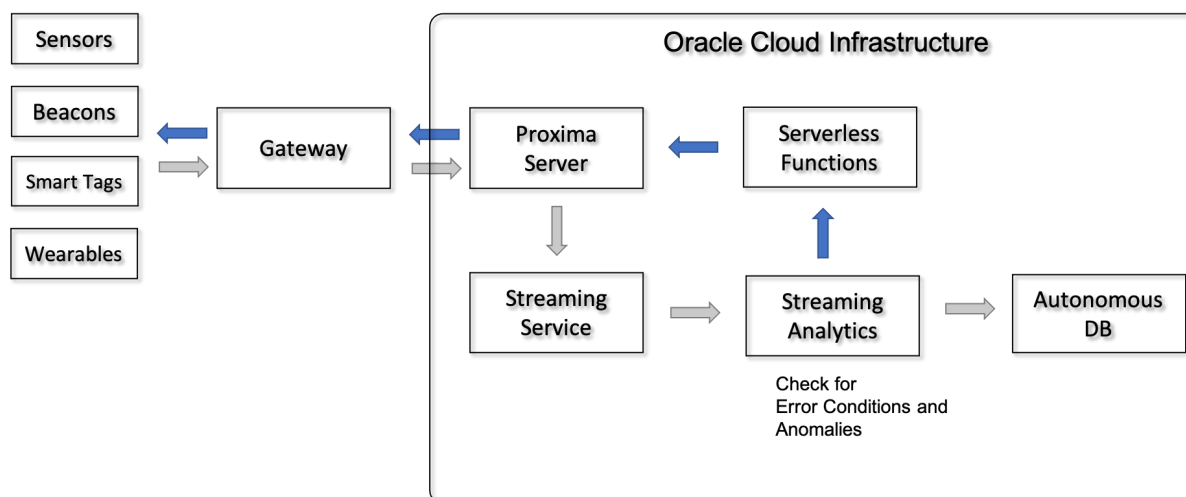 Oracle Cloud Infrastructure
Sensors
Beacons
Smart Tags
Wearables
Gateway
Proxima
Server
Serverless
Functions
Streaming
Service
Streaming
Analytics
Autonomous
DB
Check for
Error Conditions and
Anomalies